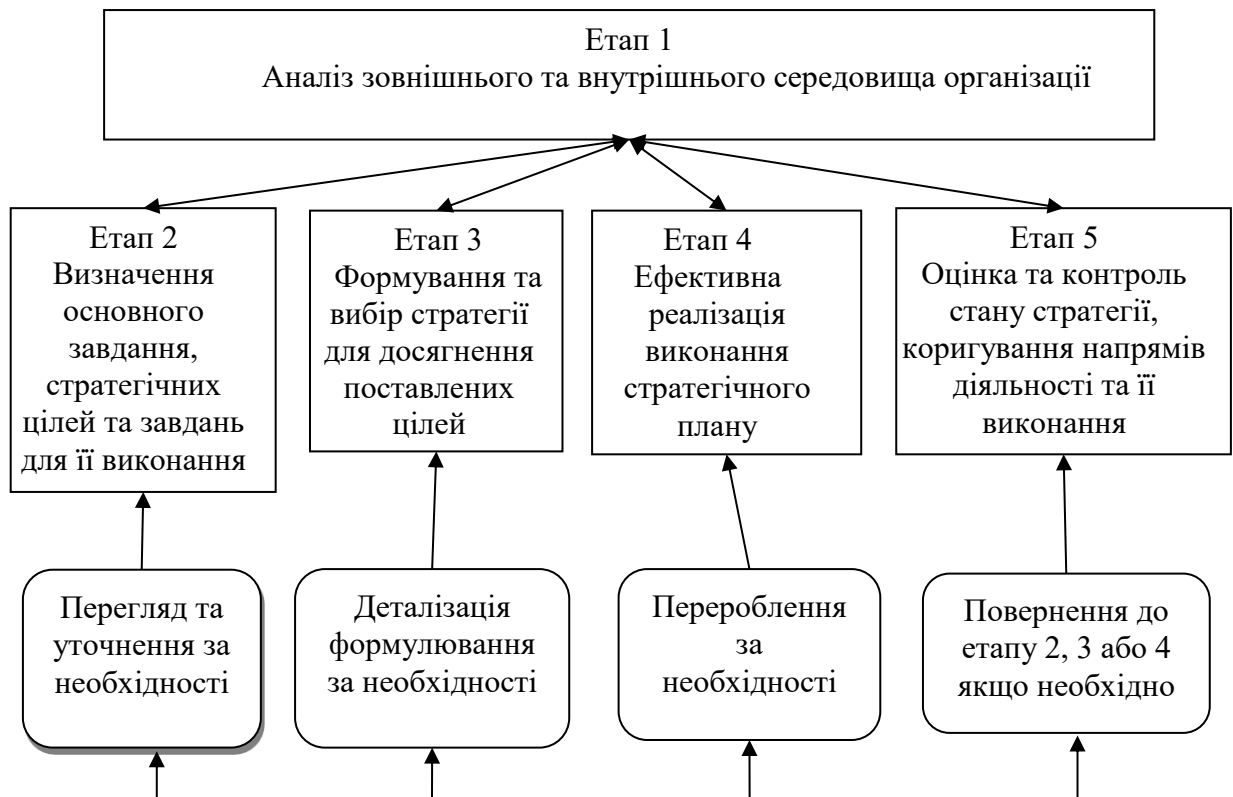 Етап 1
Аналіз зовнішнього та внутрішнього середовища організації
Етап 2
Визначення
основного
завдання,
стратегічних
цілей та завдань
для її виконання
Етап 3
Формування та
вибір стратегії
для досягнення
поставлених
цілей
Етап 4
Ефективна
реалізація
виконання
стратегічного
плану
Етап 5
Оцінка та контроль
стану стратегії,
коригування напрямів
діяльності та її
виконання
Перегляд та
уточнення за
необхідності
Деталізація
формулювання
за необхідності
Перероблення
за
необхідності
Повернення до
етапу 2, 3 або 4
якщо необхідно